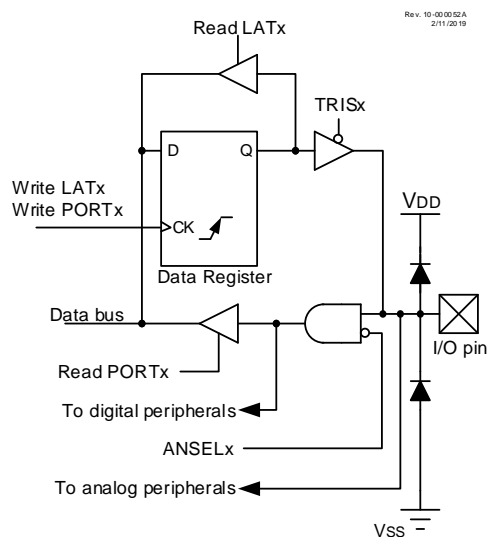 Rev. 10-000052A
2/11/2019
Read LATx
TRISx
D
Q
Write LATx
Write PORTx
CK
VDD
Data Register
Data bus
I/O pin
Read PORTx
To digital peripherals
ANSELx
To analog peripherals
VSS